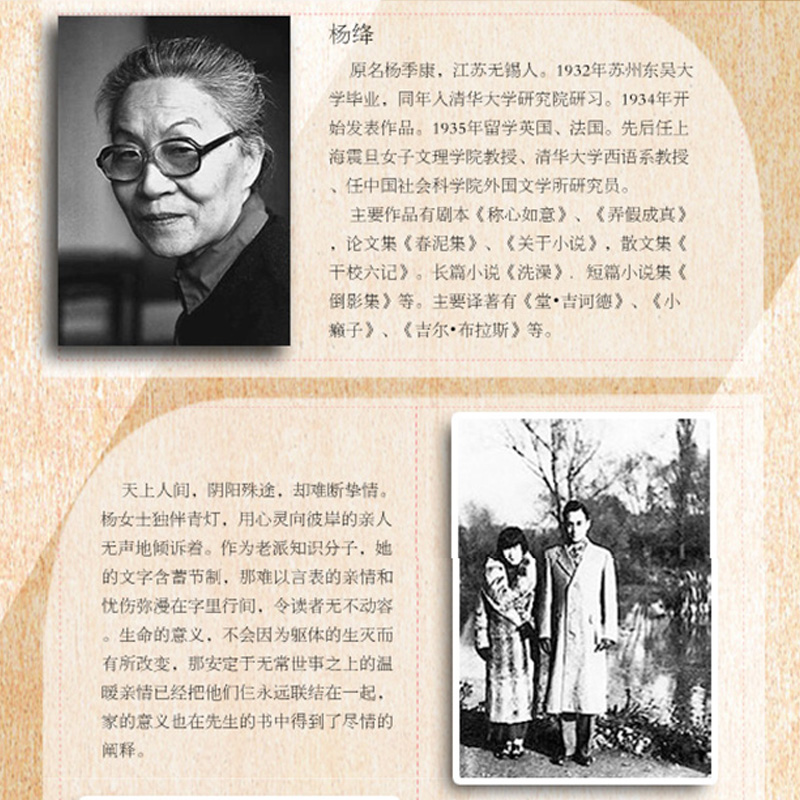 杨绛
原名杨季康，江苏无锡人。1932年苏州东吴大
学毕业，同年入清华大学研究院研习。1934年开
始发表作品。1935年留学英国、法国。先后任上
海震旦女子文理学院教授、清华大学西语系教授
、任中国社会科学院外国文学所研究员。
主要作品有剧本《称心如意》、《弄假成真》
，论文集《春泥集》、《关于小说》，散文集《
干校六记》。长篇小说《洗澡》．短篇小说集《
倒影集》等。主要译著有《堂•吉诃德》、《小
癞子》、《吉尔•布拉斯》等。
天上人间，阴阳殊途，却难断挚情。
杨女士独伴青灯，用心灵向彼岸的亲人
无声地倾诉着。作为老派知识分子，她
的文字含蓄节制，那难以言表的亲情和
忧伤弥漫在字里行间，令读者无不动容
。生命的意义，不会因为躯体的生灭而
有所改变，那安定于无常世事之上的温
暖亲情已经把他们仨永远联结在一起，
家的意义也在先生的书中得到了尽情的
阐释。